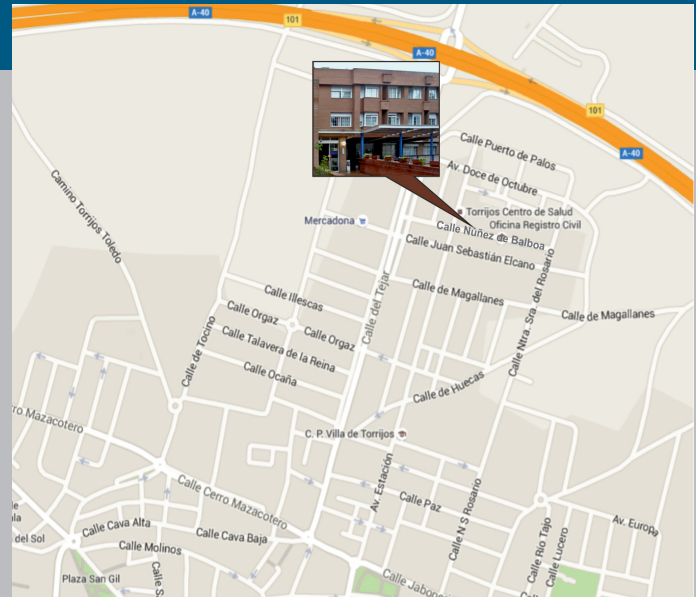 A-40
101
A-40
101
A-40
Calle Puerto de Palos
Av. Doce de Octubre
Camino Torrijos Toledo
Torrijos Centro de Salud
Mercadona
Oficina Registro Civil
Calle Núñez de Balboa
Calle Juan Sebastián Elcano
Calle del Tejar
Calle Ntra. Sra. del Rosario
Calle Illescas
Calle de Magallanes
Calle de Magallanes
Calle Orgaz
Calle Orgaz
Calle de Tocino
Calle Talavera de la Reina
Calle Ocaña
Calle de Huecas
ro Mazacotero
C. P. Villa de Torrijos
Av. Estación
Calle Cerro Mazacotero
Calle Paz
Calle N S Rosario
Calle Cava Alta
Calle Cava Baja
Av. Europa
del Sol
Calle Molinos
Calle Río Tajo
Calle Lucero
Plaza San Gil
Calle S
Calle Jabone